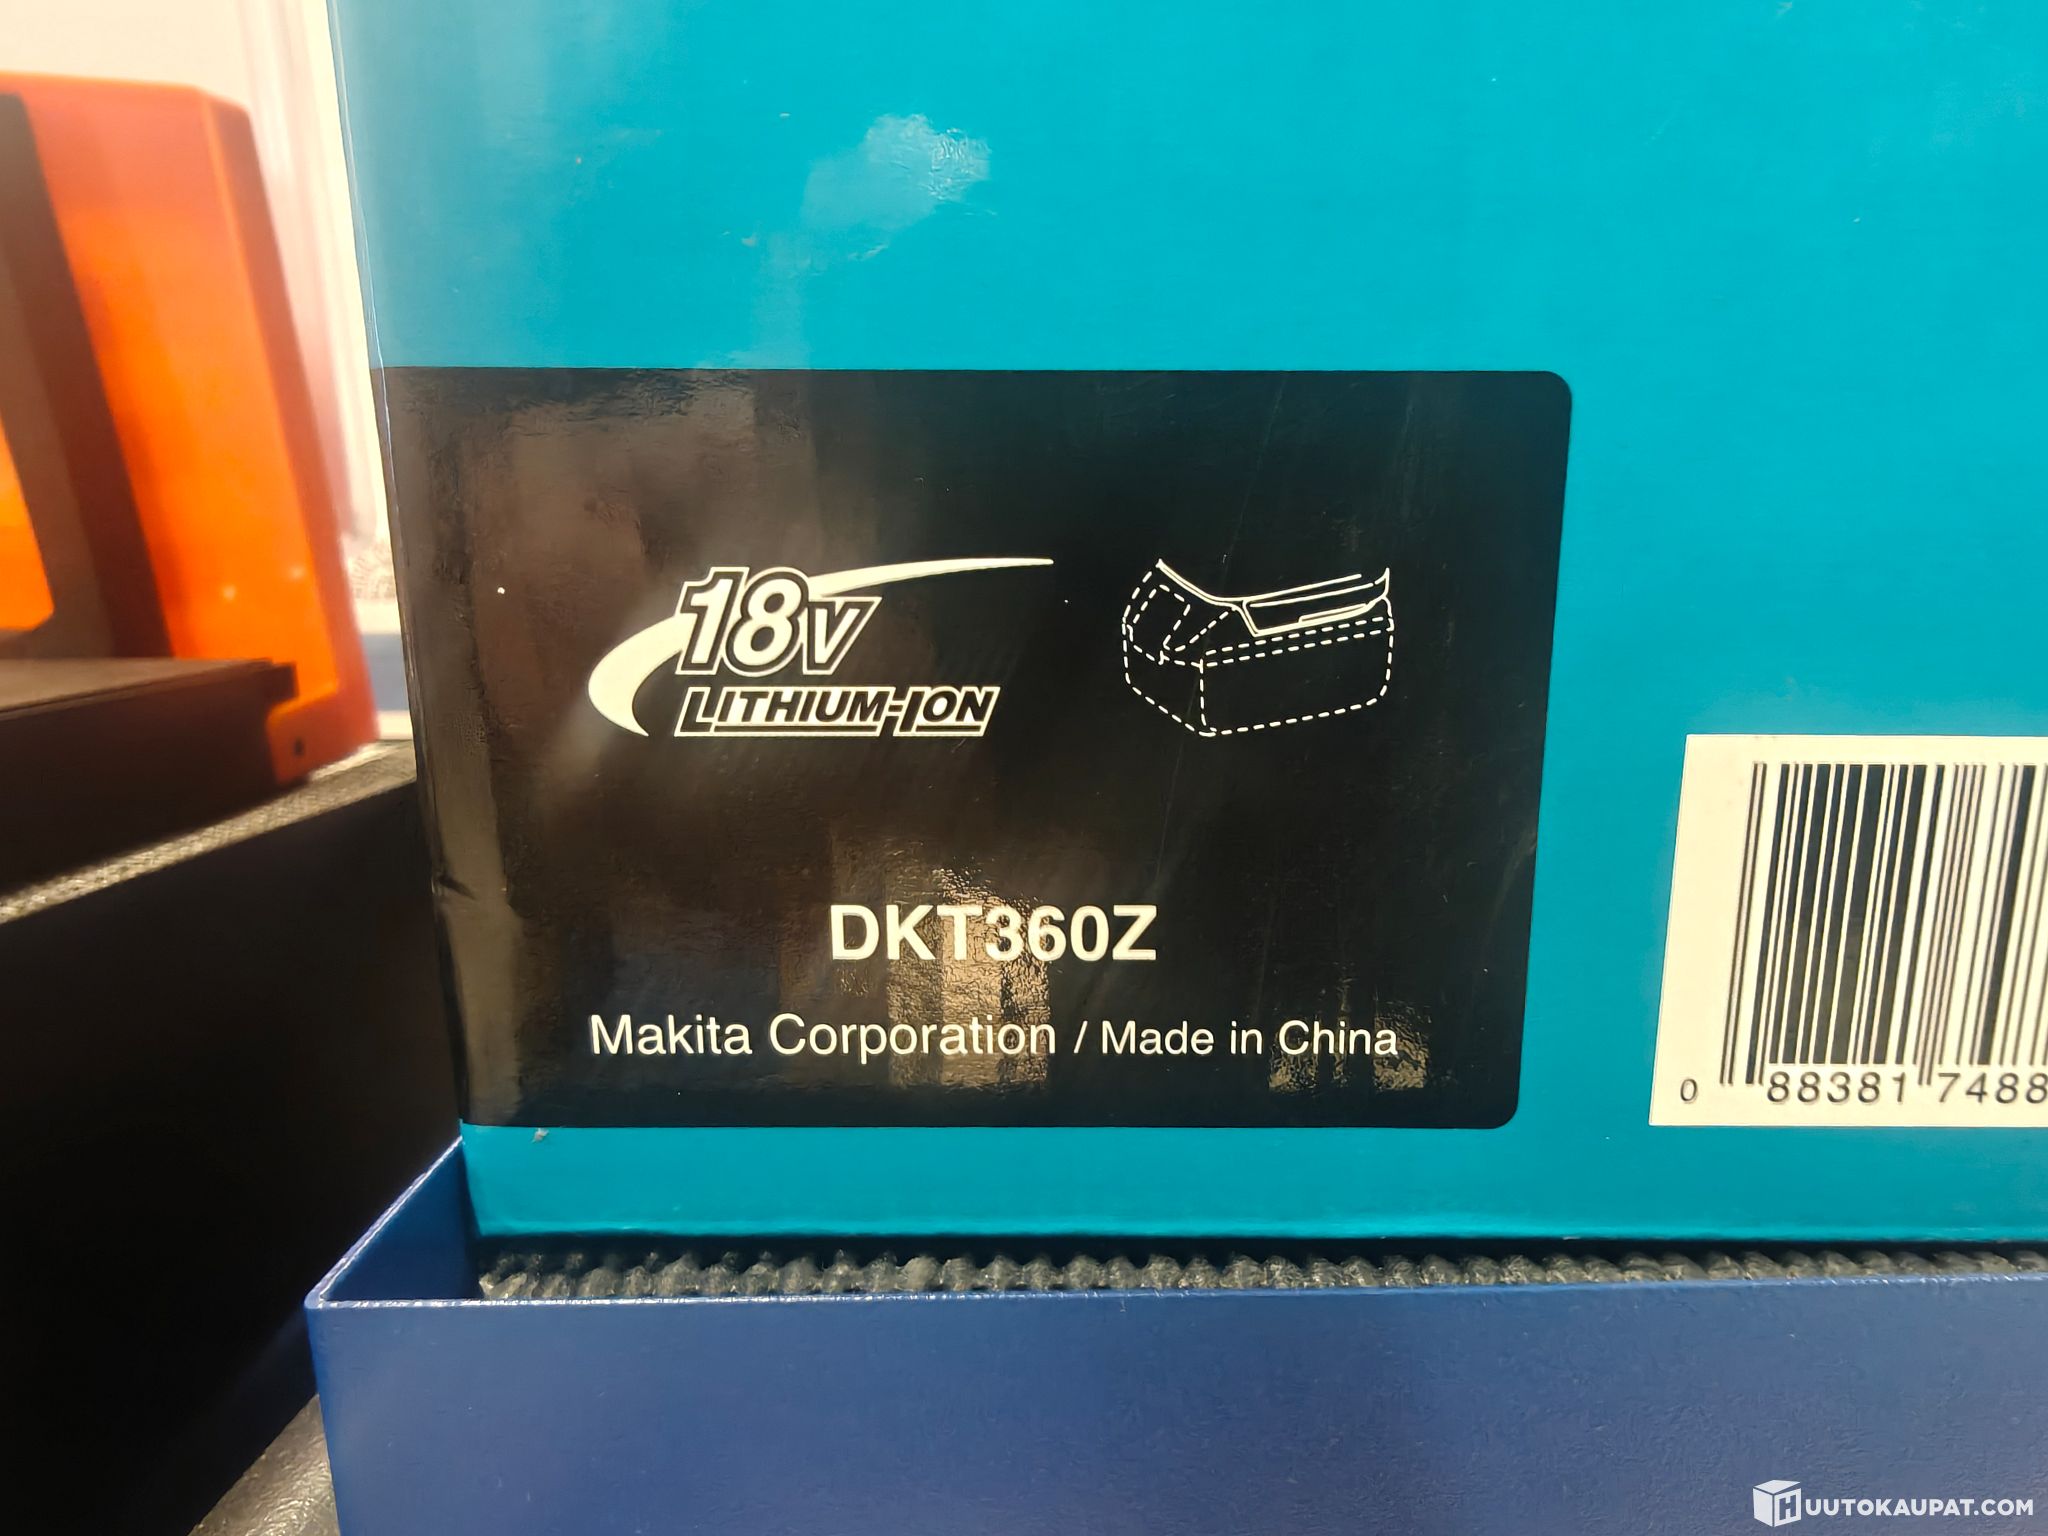 18V
LITHIUM-ION
DKT360Z
Makita Corporation / Made in China
0 88381 7488
HUUTOKAUPAT.COM